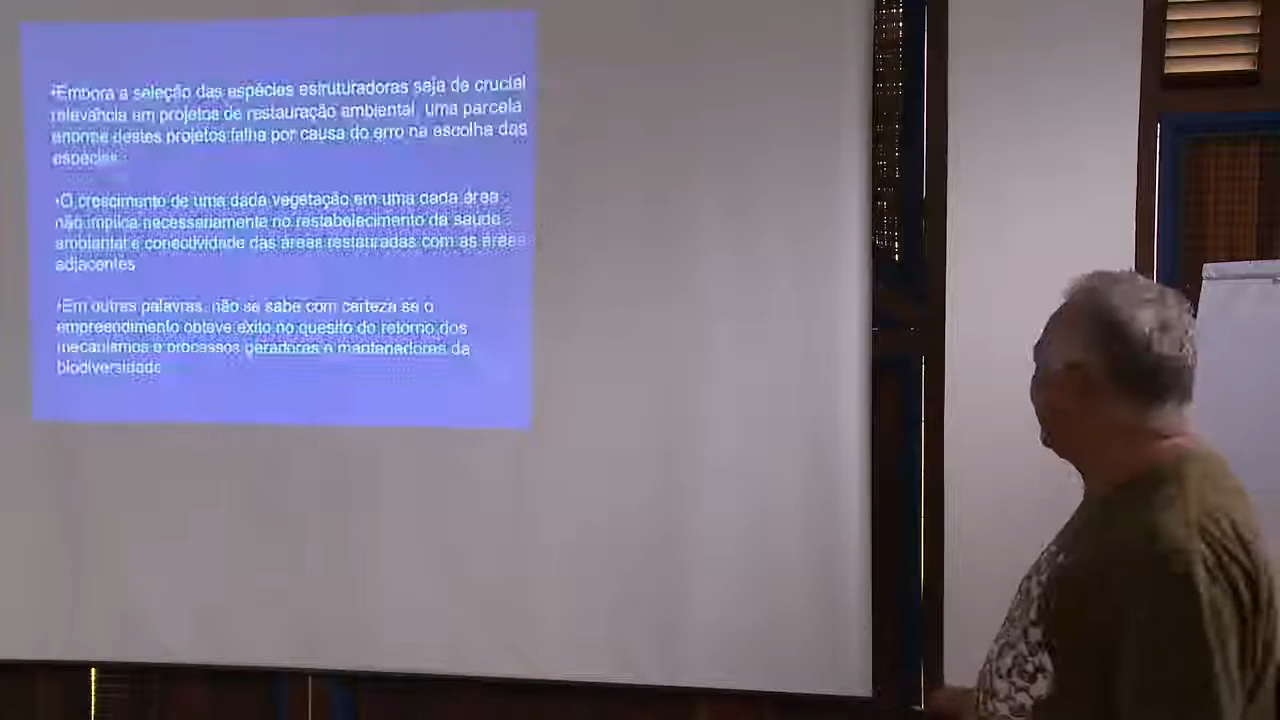 •Embora a seleção das espécies estruturadoras seja de crucial
relevância em projetos de restauração ambiental, uma parcela
enorme destes projetos falha por causa do erro na escolha das
espécies.
•O crescimento de uma dada vegetação em uma dada área
não implica necessariamente no restabelecimento da saúde
ambiental e conectividade das áreas restauradas com as áreas
adjacentes
•Em outras palavras, não se sabe com certeza se o
empreendimento obteve êxito no quesito do retorno dos
mecanismos e processos geradores e mantenedores da
biodiversidade